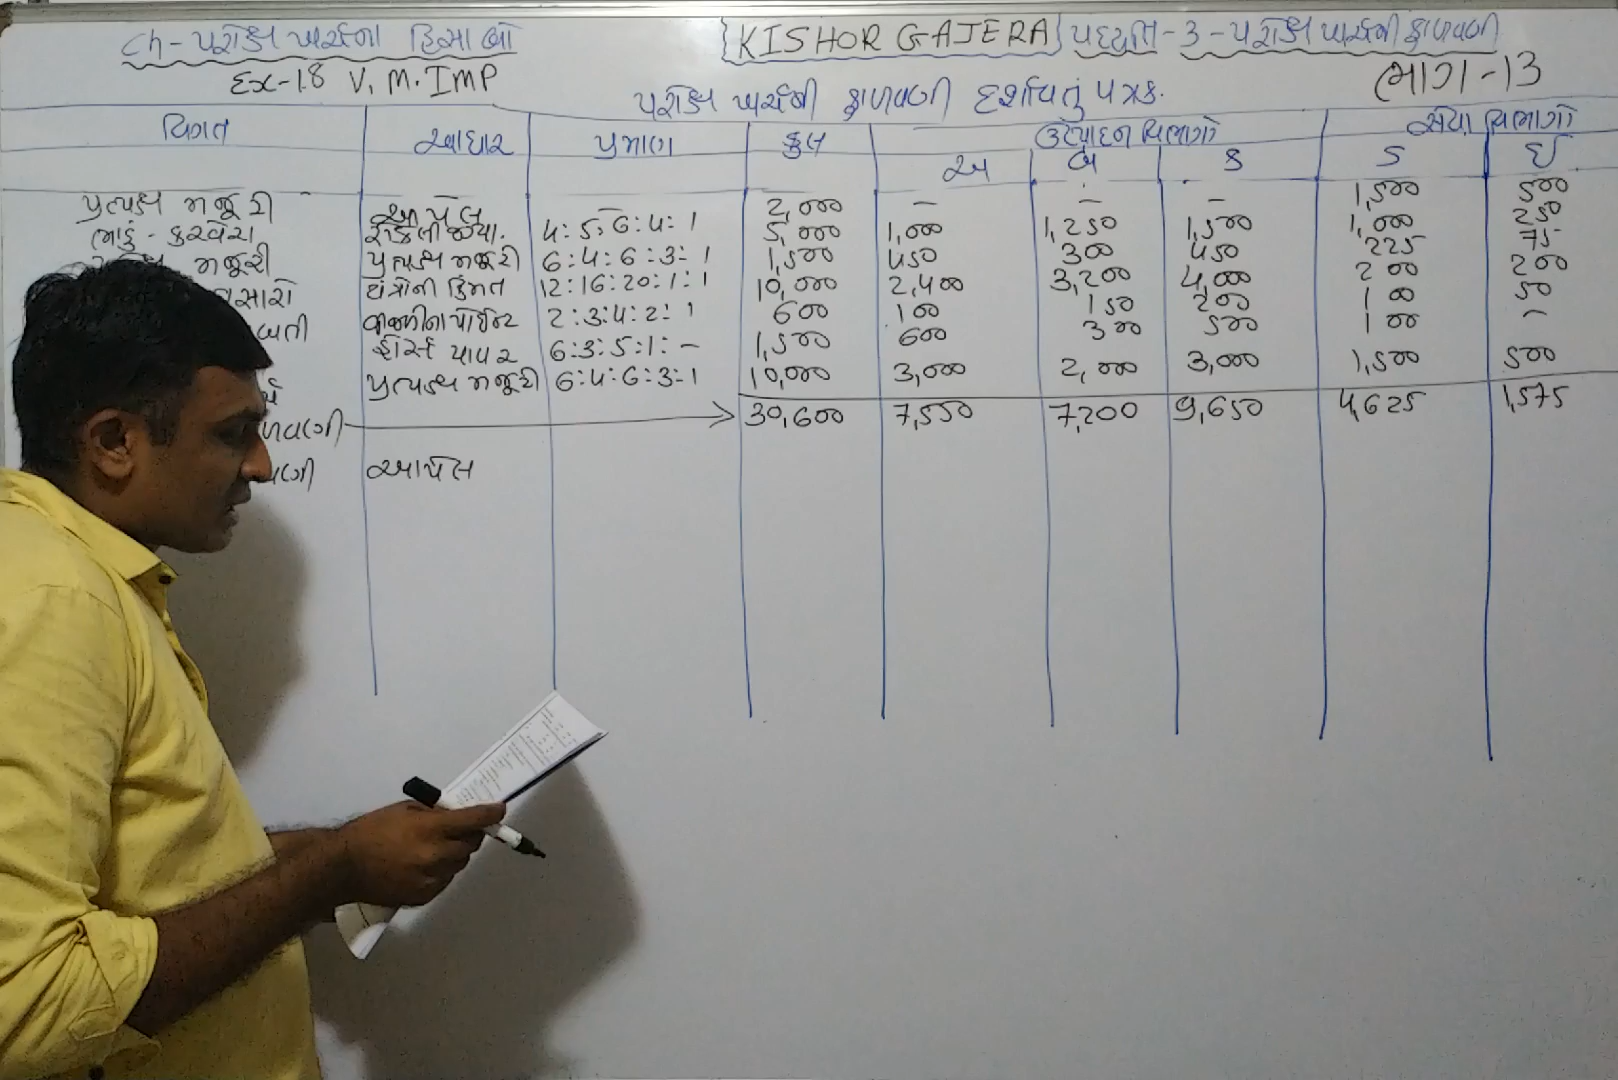 Ch - પરોક્ષ ખર્ચના હિસાબો
{KISHOR GAJERA} પદ્ધતિ - 3 - પરોક્ષ ખર્ચની ફાળવણી
Ex-18 V. M. IMP
ભાગ - 13
પરોક્ષ ખર્ચની ફાળવણી દર્શાવતું પત્રક.
વિગત આધાર પ્રમાણ કુલ ઉત્પાદન વિભાગો સેવા વિભાગો
અ બ ક ડ ઈ
પ્રત્યક્ષ મજૂરી આપેલ - 2,000 - - - 1,500 500
ભાડું - કરવેરા રોકેલી જગ્યા. 4:5:6:4:1 5,000 1,000 1,250 1,500 1,000 250
મજૂરી પ્રત્યક્ષ મજૂરી 6:4:6:3:1 1,500 450 300 450 225 75
સારો યંત્રોની કિંમત 12:16:20:1:1 10,000 2,400 3,200 4,000 200 200
બત્તી વીજળીના પોઈન્ટ 2:3:4:2:1 600 100 150 200 100 50
હોર્સ પાવર 6:3:5:1:- 1,500 600 300 500 100 -
ર્ચ પ્રત્યક્ષ મજૂરી 6:4:6:3:1 10,000 3,000 2,000 3,000 1,500 500
ળવણી → 30,600 7,550 7,200 9,650 4,625 1,575
વણી આપેલ